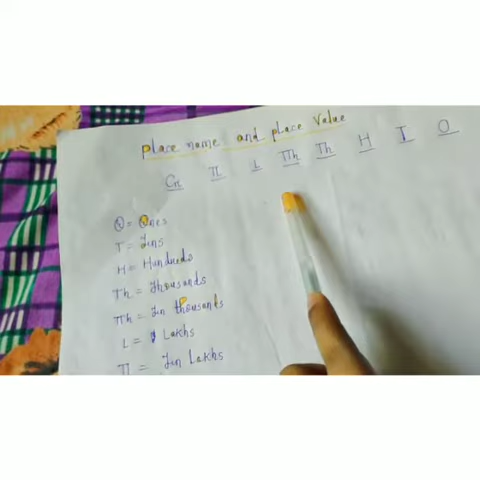 Place name and place Value
Cr TL L TTh Th H T O
O = Ones
T = Tens
H = Hundreds
Th = Thousands
TTh = Ten thousands
L = Lakhs
TL = Ten Lakhs